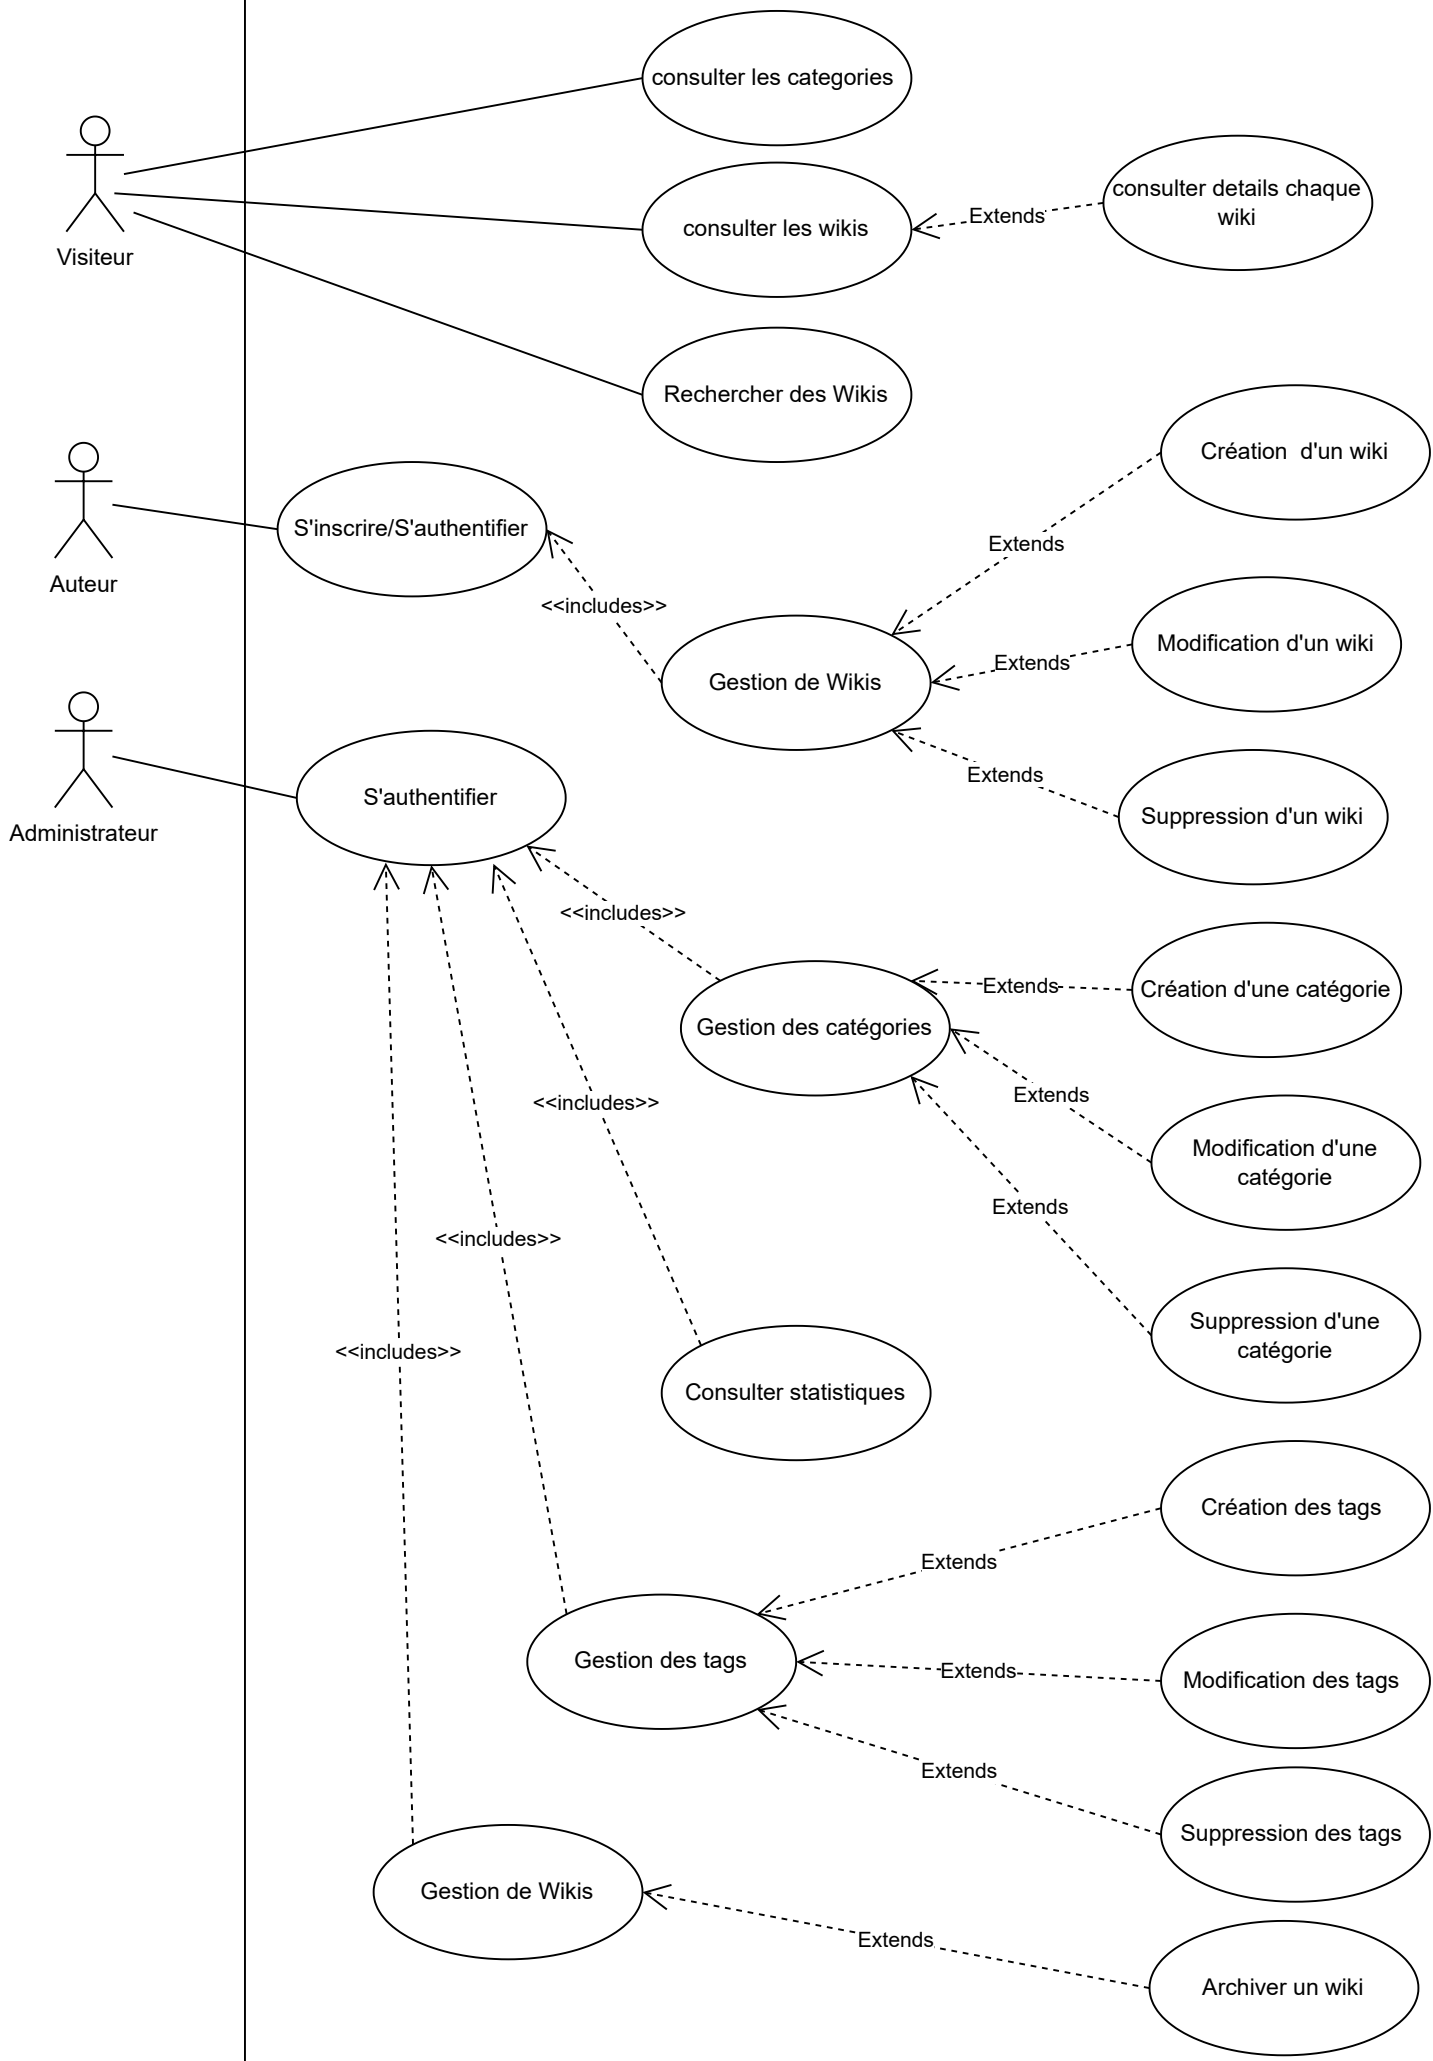 consulter les categories
Visiteur
consulter les wikis
Extends
consulter details chaque
wiki
Rechercher des Wikis
Création  d'un wiki
Auteur
S'inscrire/S'authentifier
Extends
<<includes>>
Gestion de Wikis
Extends
Modification d'un wiki
Extends
Suppression d'un wiki
Administrateur
S'authentifier
<<includes>>
Gestion des catégories
Extends
Création d'une catégorie
Extends
Modification d'une
catégorie
<<includes>>
Extends
Suppression d'une
catégorie
<<includes>>
<<includes>>
Consulter statistiques
Création des tags
Extends
Gestion des tags
Extends
Modification des tags
Extends
Suppression des tags
Gestion de Wikis
Extends
Archiver un wiki